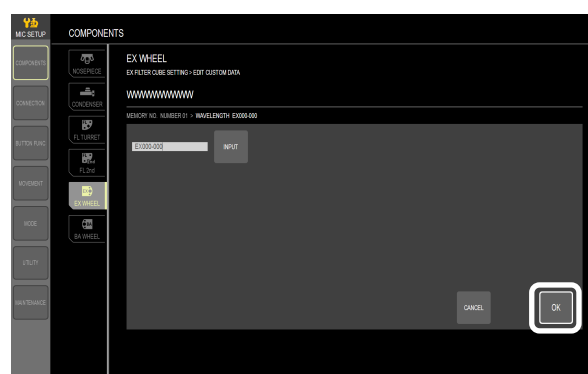 MIC SETUP
COMPONENTS
COMPONENTS
CONNECTION
BUTTON FUNC.
MOVEMENT
MODE
UTILITY
MAINTENANCE
NOSEPIECE
CONDENSER
FL TURRET
FL 2nd
EX WHEEL
BA WHEEL
EX WHEEL
EX FILTER CUBE SETTING > EDIT CUSTOM DATA
WWWWWWWWWW
MEMORY NO. NUMBER 01 > WAVELENGTH EX000-000
EX000-000
INPUT
CANCEL
OK